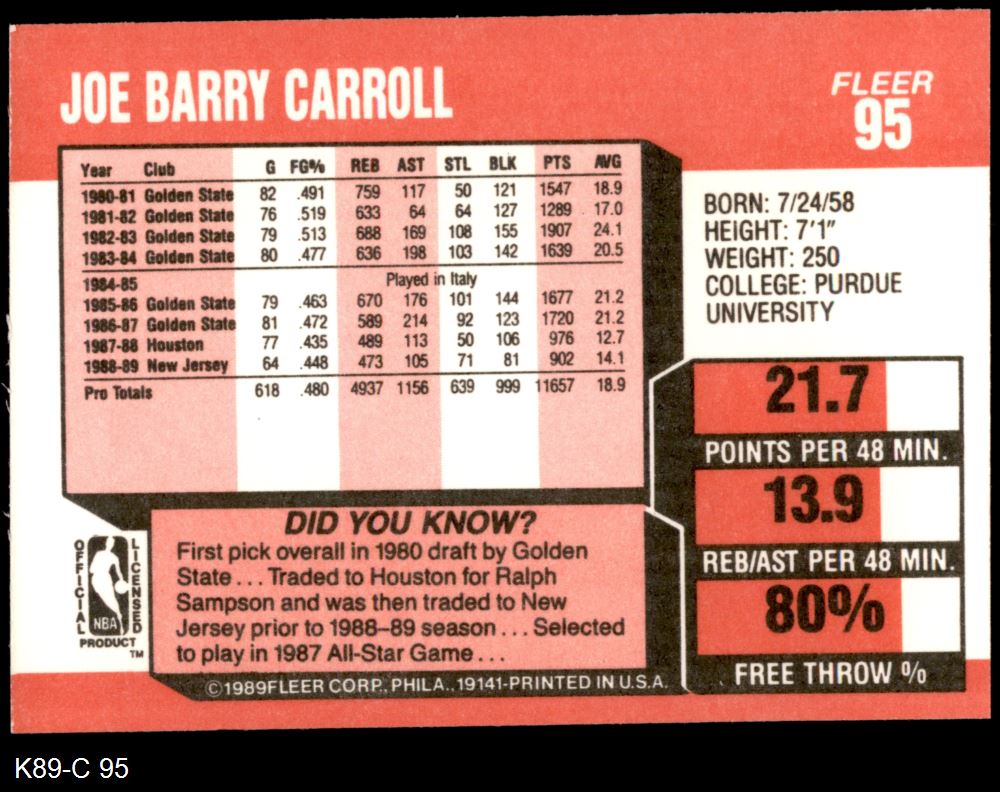 JOE BARRY CARROLL
FLEER
95
Year Club G FG% REB AST STL BLK PTS AVG
1980-81 Golden State 82 .491 759 117 50 121 1547 18.9
1981-82 Golden State 76 .519 633 64 64 127 1289 17.0
1982-83 Golden State 79 .513 688 169 108 155 1907 24.1
1983-84 Golden State 80 .477 636 198 103 142 1639 20.5
1984-85 Played in Italy
1985-86 Golden State 79 .463 670 176 101 144 1677 21.2
1986-87 Golden State 81 .472 589 214 92 123 1720 21.2
1987-88 Houston 77 .435 489 113 50 106 976 12.7
1988-89 New Jersey 64 .448 473 105 71 81 902 14.1
Pro Totals 618 .480 4937 1156 639 999 11657 18.9
BORN: 7/24/58
HEIGHT: 7'1"
WEIGHT: 250
COLLEGE: PURDUE
UNIVERSITY
21.7
POINTS PER 48 MIN.
13.9
REB/AST PER 48 MIN.
80%
FREE THROW %
DID YOU KNOW?
First pick overall in 1980 draft by Golden
State ... Traded to Houston for Ralph
Sampson and was then traded to New
Jersey prior to 1988–89 season ... Selected
to play in 1987 All-Star Game ...
OFFICIAL
NBA
LICENSED
PRODUCT
TM
©1989FLEER CORP., PHILA., 19141-PRINTED IN U.S.A.
K89-C 95